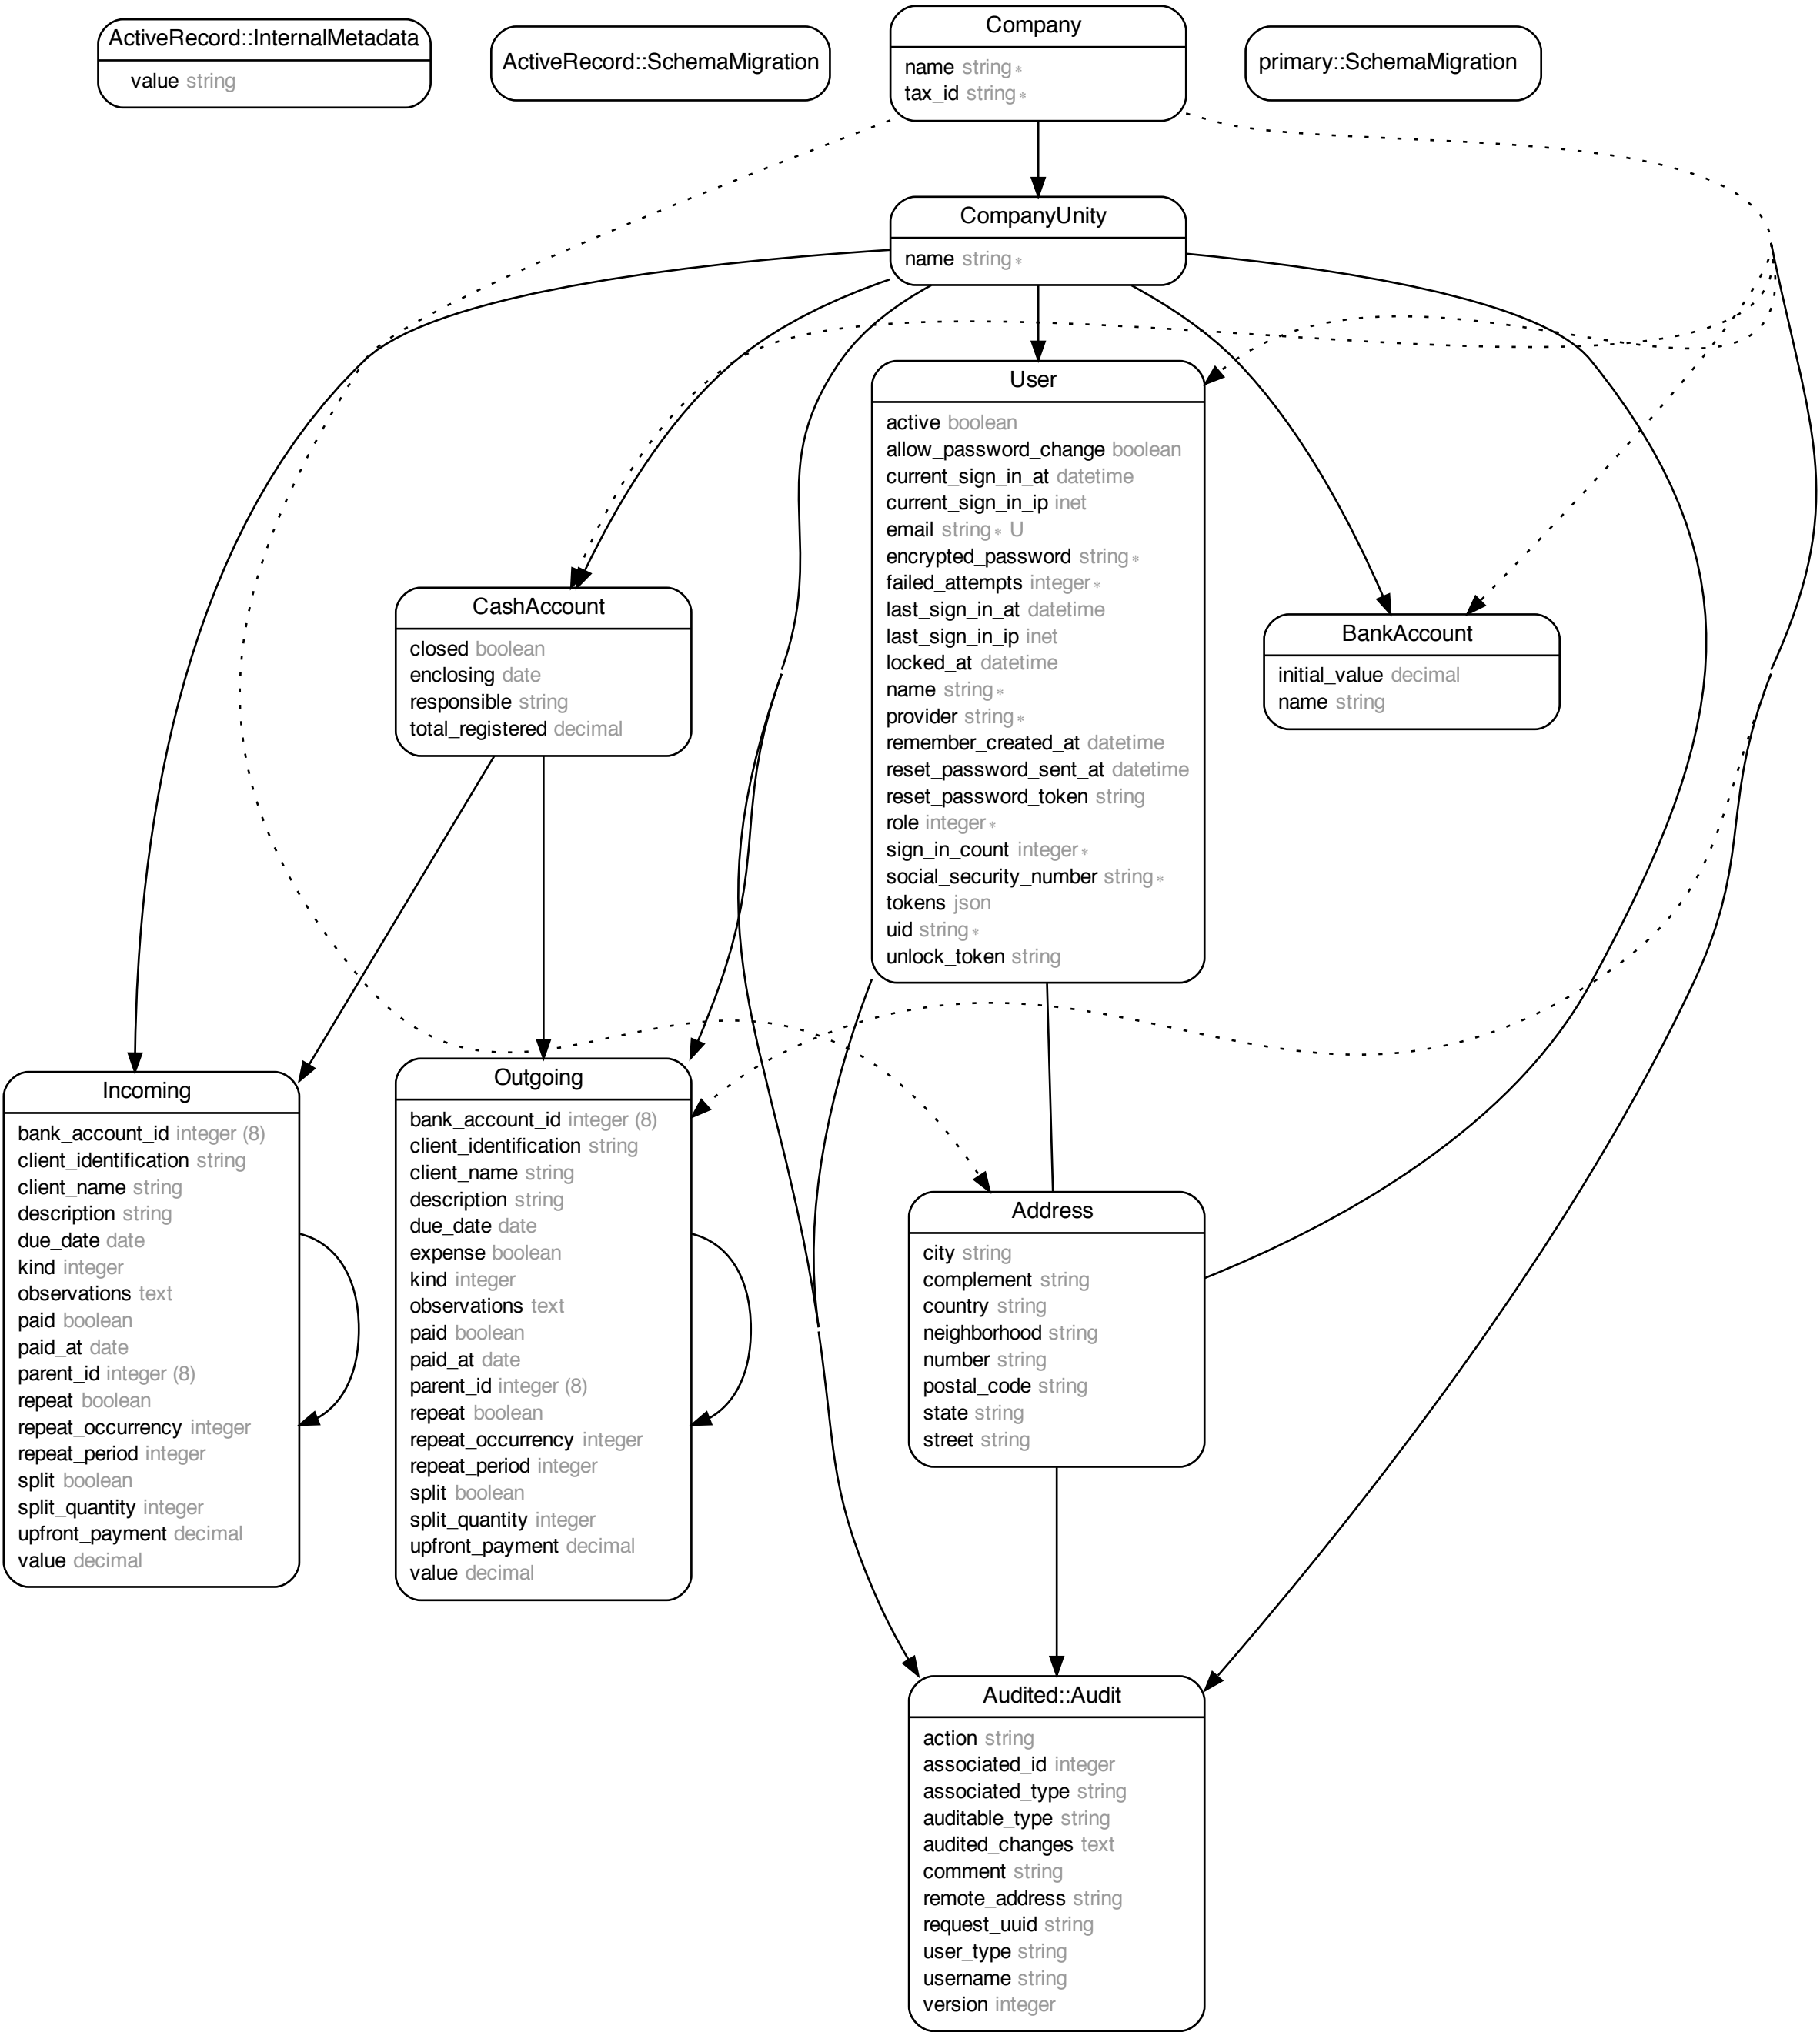 ActiveRecord::InternalMetadata
value string
ActiveRecord::SchemaMigration
Company
name string *
tax_id string *
primary::SchemaMigration
CompanyUnity
name string *
User
active boolean
allow_password_change boolean
current_sign_in_at datetime
current_sign_in_ip inet
email string * U
encrypted_password string *
failed_attempts integer *
last_sign_in_at datetime
last_sign_in_ip inet
locked_at datetime
name string *
provider string *
remember_created_at datetime
reset_password_sent_at datetime
reset_password_token string
role integer *
sign_in_count integer *
social_security_number string *
tokens json
uid string *
unlock_token string
CashAccount
closed boolean
enclosing date
responsible string
total_registered decimal
BankAccount
initial_value decimal
name string
Incoming
bank_account_id integer (8)
client_identification string
client_name string
description string
due_date date
kind integer
observations text
paid boolean
paid_at date
parent_id integer (8)
repeat boolean
repeat_occurrency integer
repeat_period integer
split boolean
split_quantity integer
upfront_payment decimal
value decimal
Outgoing
bank_account_id integer (8)
client_identification string
client_name string
description string
due_date date
expense boolean
kind integer
observations text
paid boolean
paid_at date
parent_id integer (8)
repeat boolean
repeat_occurrency integer
repeat_period integer
split boolean
split_quantity integer
upfront_payment decimal
value decimal
Address
city string
complement string
country string
neighborhood string
number string
postal_code string
state string
street string
Audited::Audit
action string
associated_id integer
associated_type string
auditable_type string
audited_changes text
comment string
remote_address string
request_uuid string
user_type string
username string
version integer